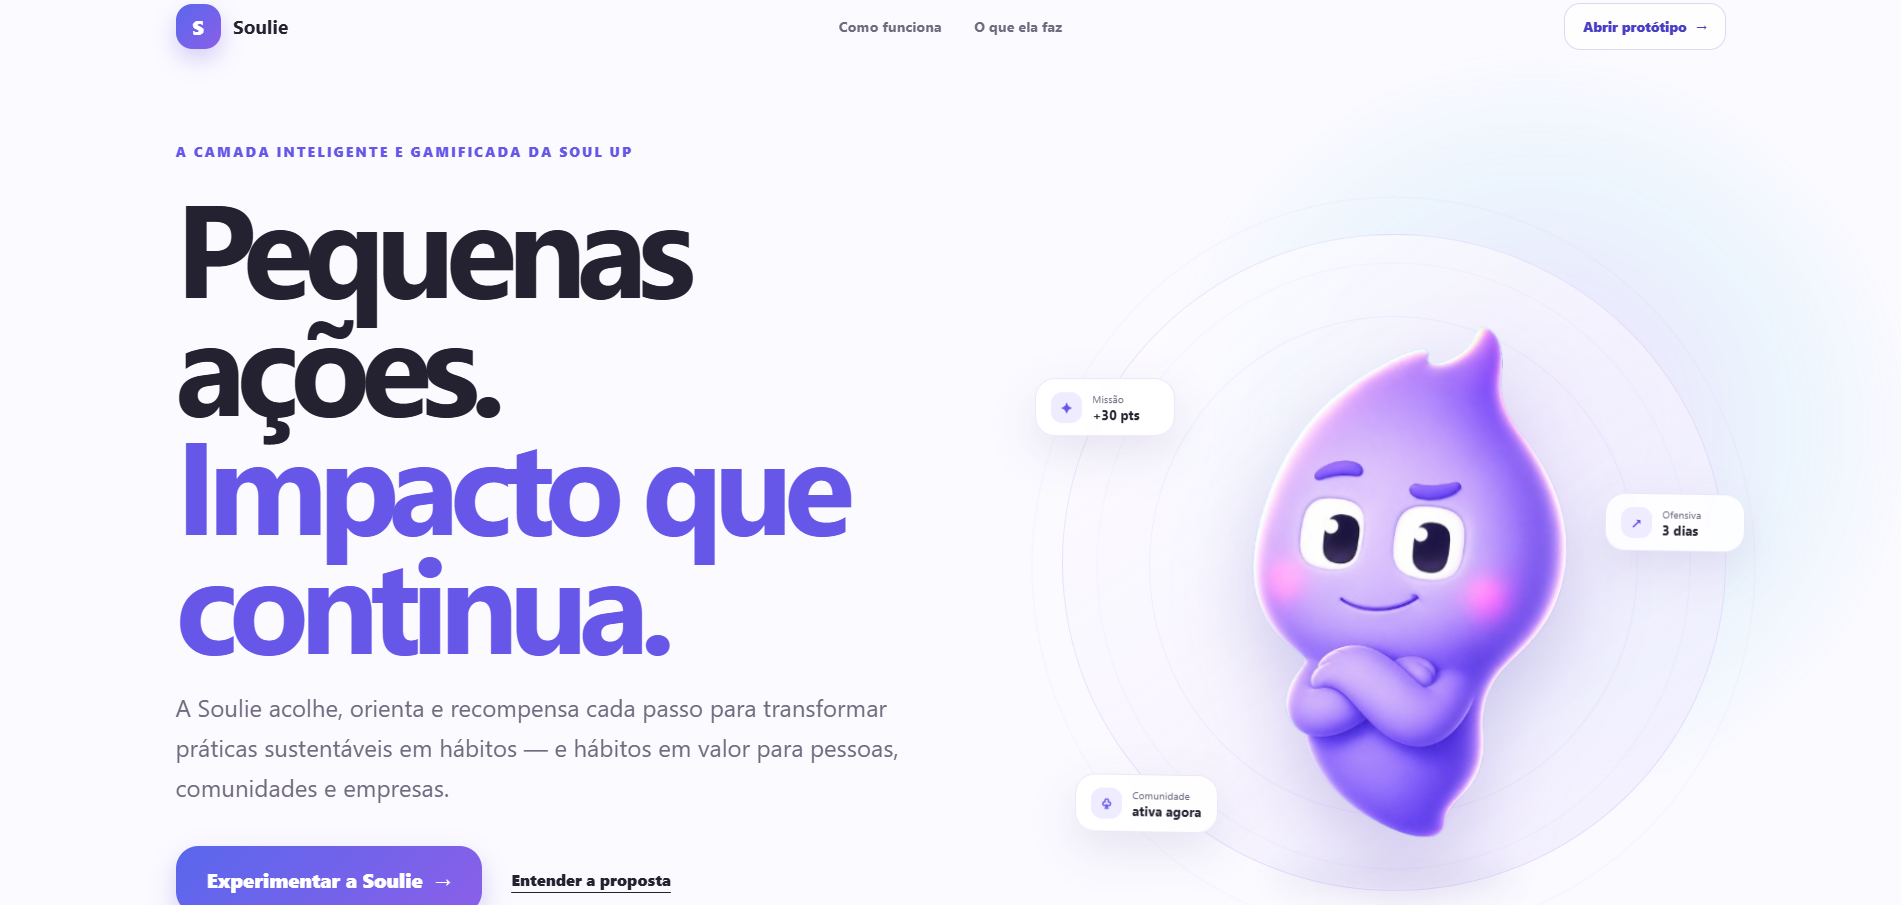 S
Soulie
Como funciona
O que ela faz
Abrir protótipo →
A CAMADA INTELIGENTE E GAMIFICADA DA SOUL UP
Pequenas
ações.
Impacto que
continua.
A Soulie acolhe, orienta e recompensa cada passo para transformar
práticas sustentáveis em hábitos — e hábitos em valor para pessoas,
comunidades e empresas.
Experimentar a Soulie →
Entender a proposta
Missão
+30 pts
Ofensiva
3 dias
Comunidade
ativa agora